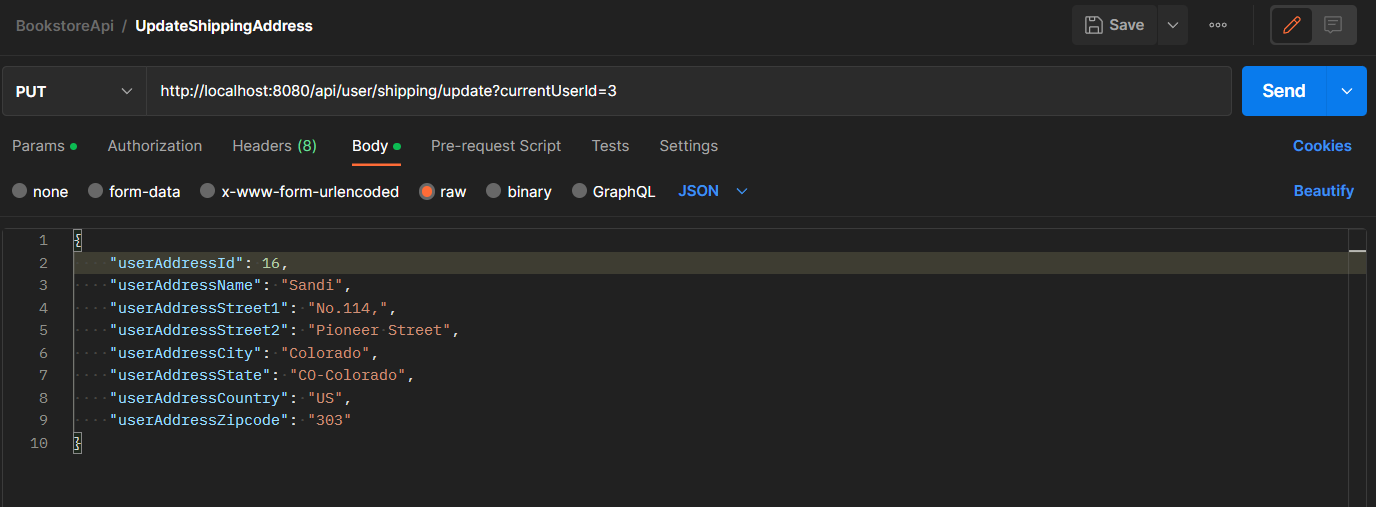 BookstoreApi / UpdateShippingAddress
Save
PUT
http://localhost:8080/api/user/shipping/update?currentUserId=3
Send
Params Authorization Headers (8) Body Pre-request Script Tests Settings Cookies
none form-data x-www-form-urlencoded raw binary GraphQL JSON Beautify
1 {
2 "userAddressId": 16,
3 "userAddressName": "Sandi",
4 "userAddressStreet1": "No.114,",
5 "userAddressStreet2": "Pioneer Street",
6 "userAddressCity": "Colorado",
7 "userAddressState": "CO-Colorado",
8 "userAddressCountry": "US",
9 "userAddressZipcode": "303"
10 }